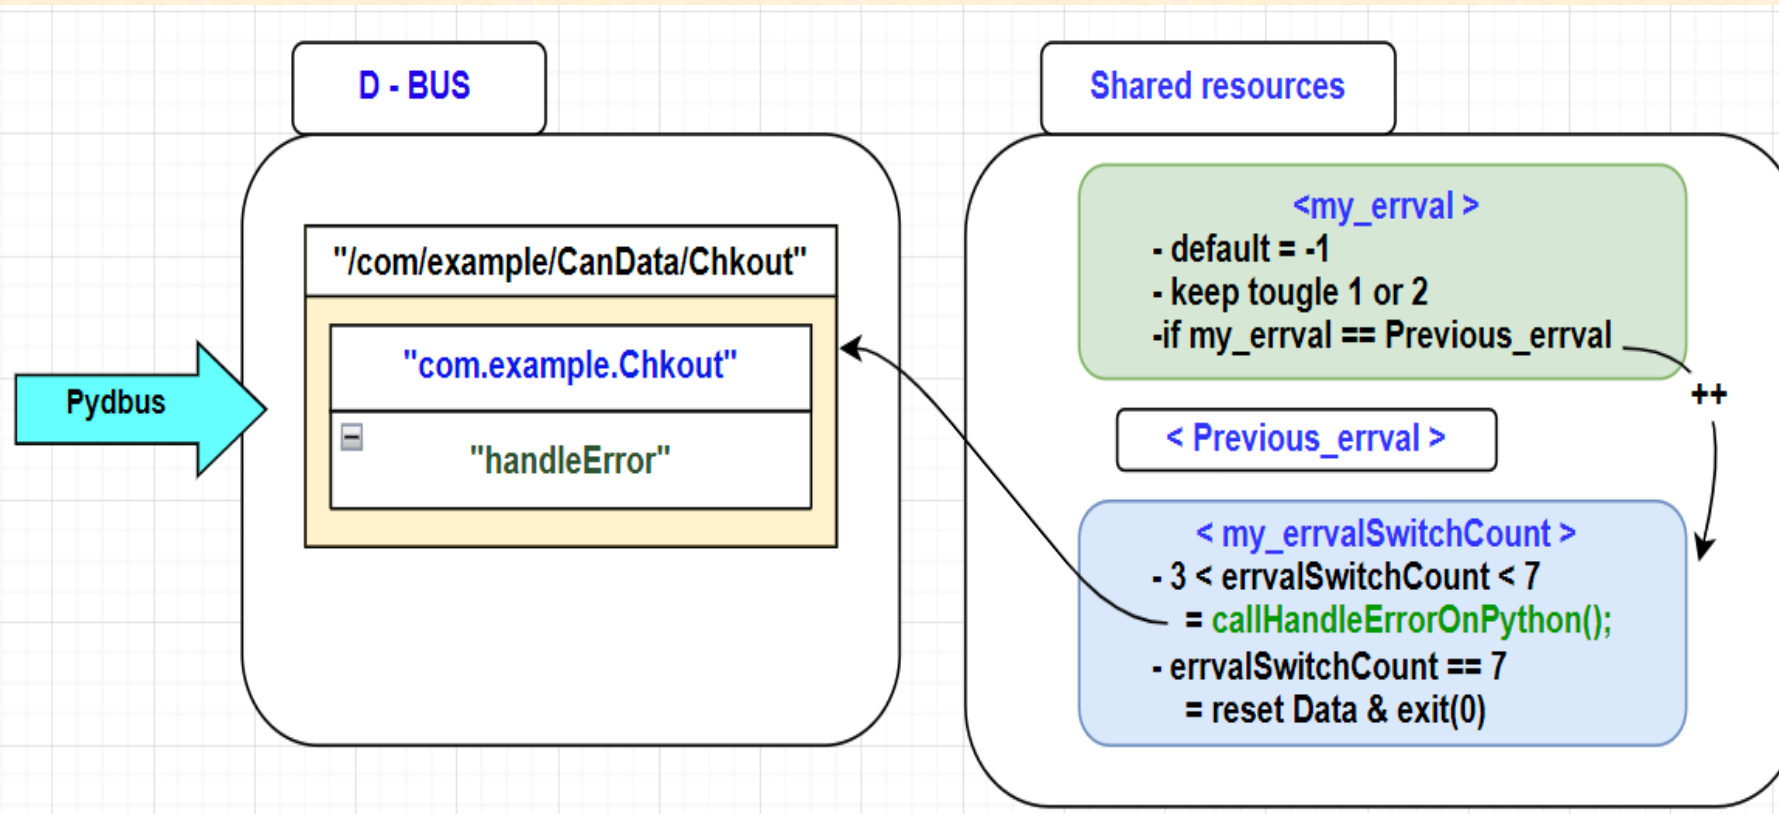 D - BUS
"/com/example/CanData/Chkout"
"com.example.Chkout"
"handleError"
Pydbus
Shared resources
<my_errval >
- default = -1
- keep tougle 1 or 2
-if my_errval == Previous_errval
++
< Previous_errval >
< my_errvalSwitchCount >
- 3 < errvalSwitchCount < 7
= callHandleErrorOnPython();
- errvalSwitchCount == 7
= reset Data & exit(0)